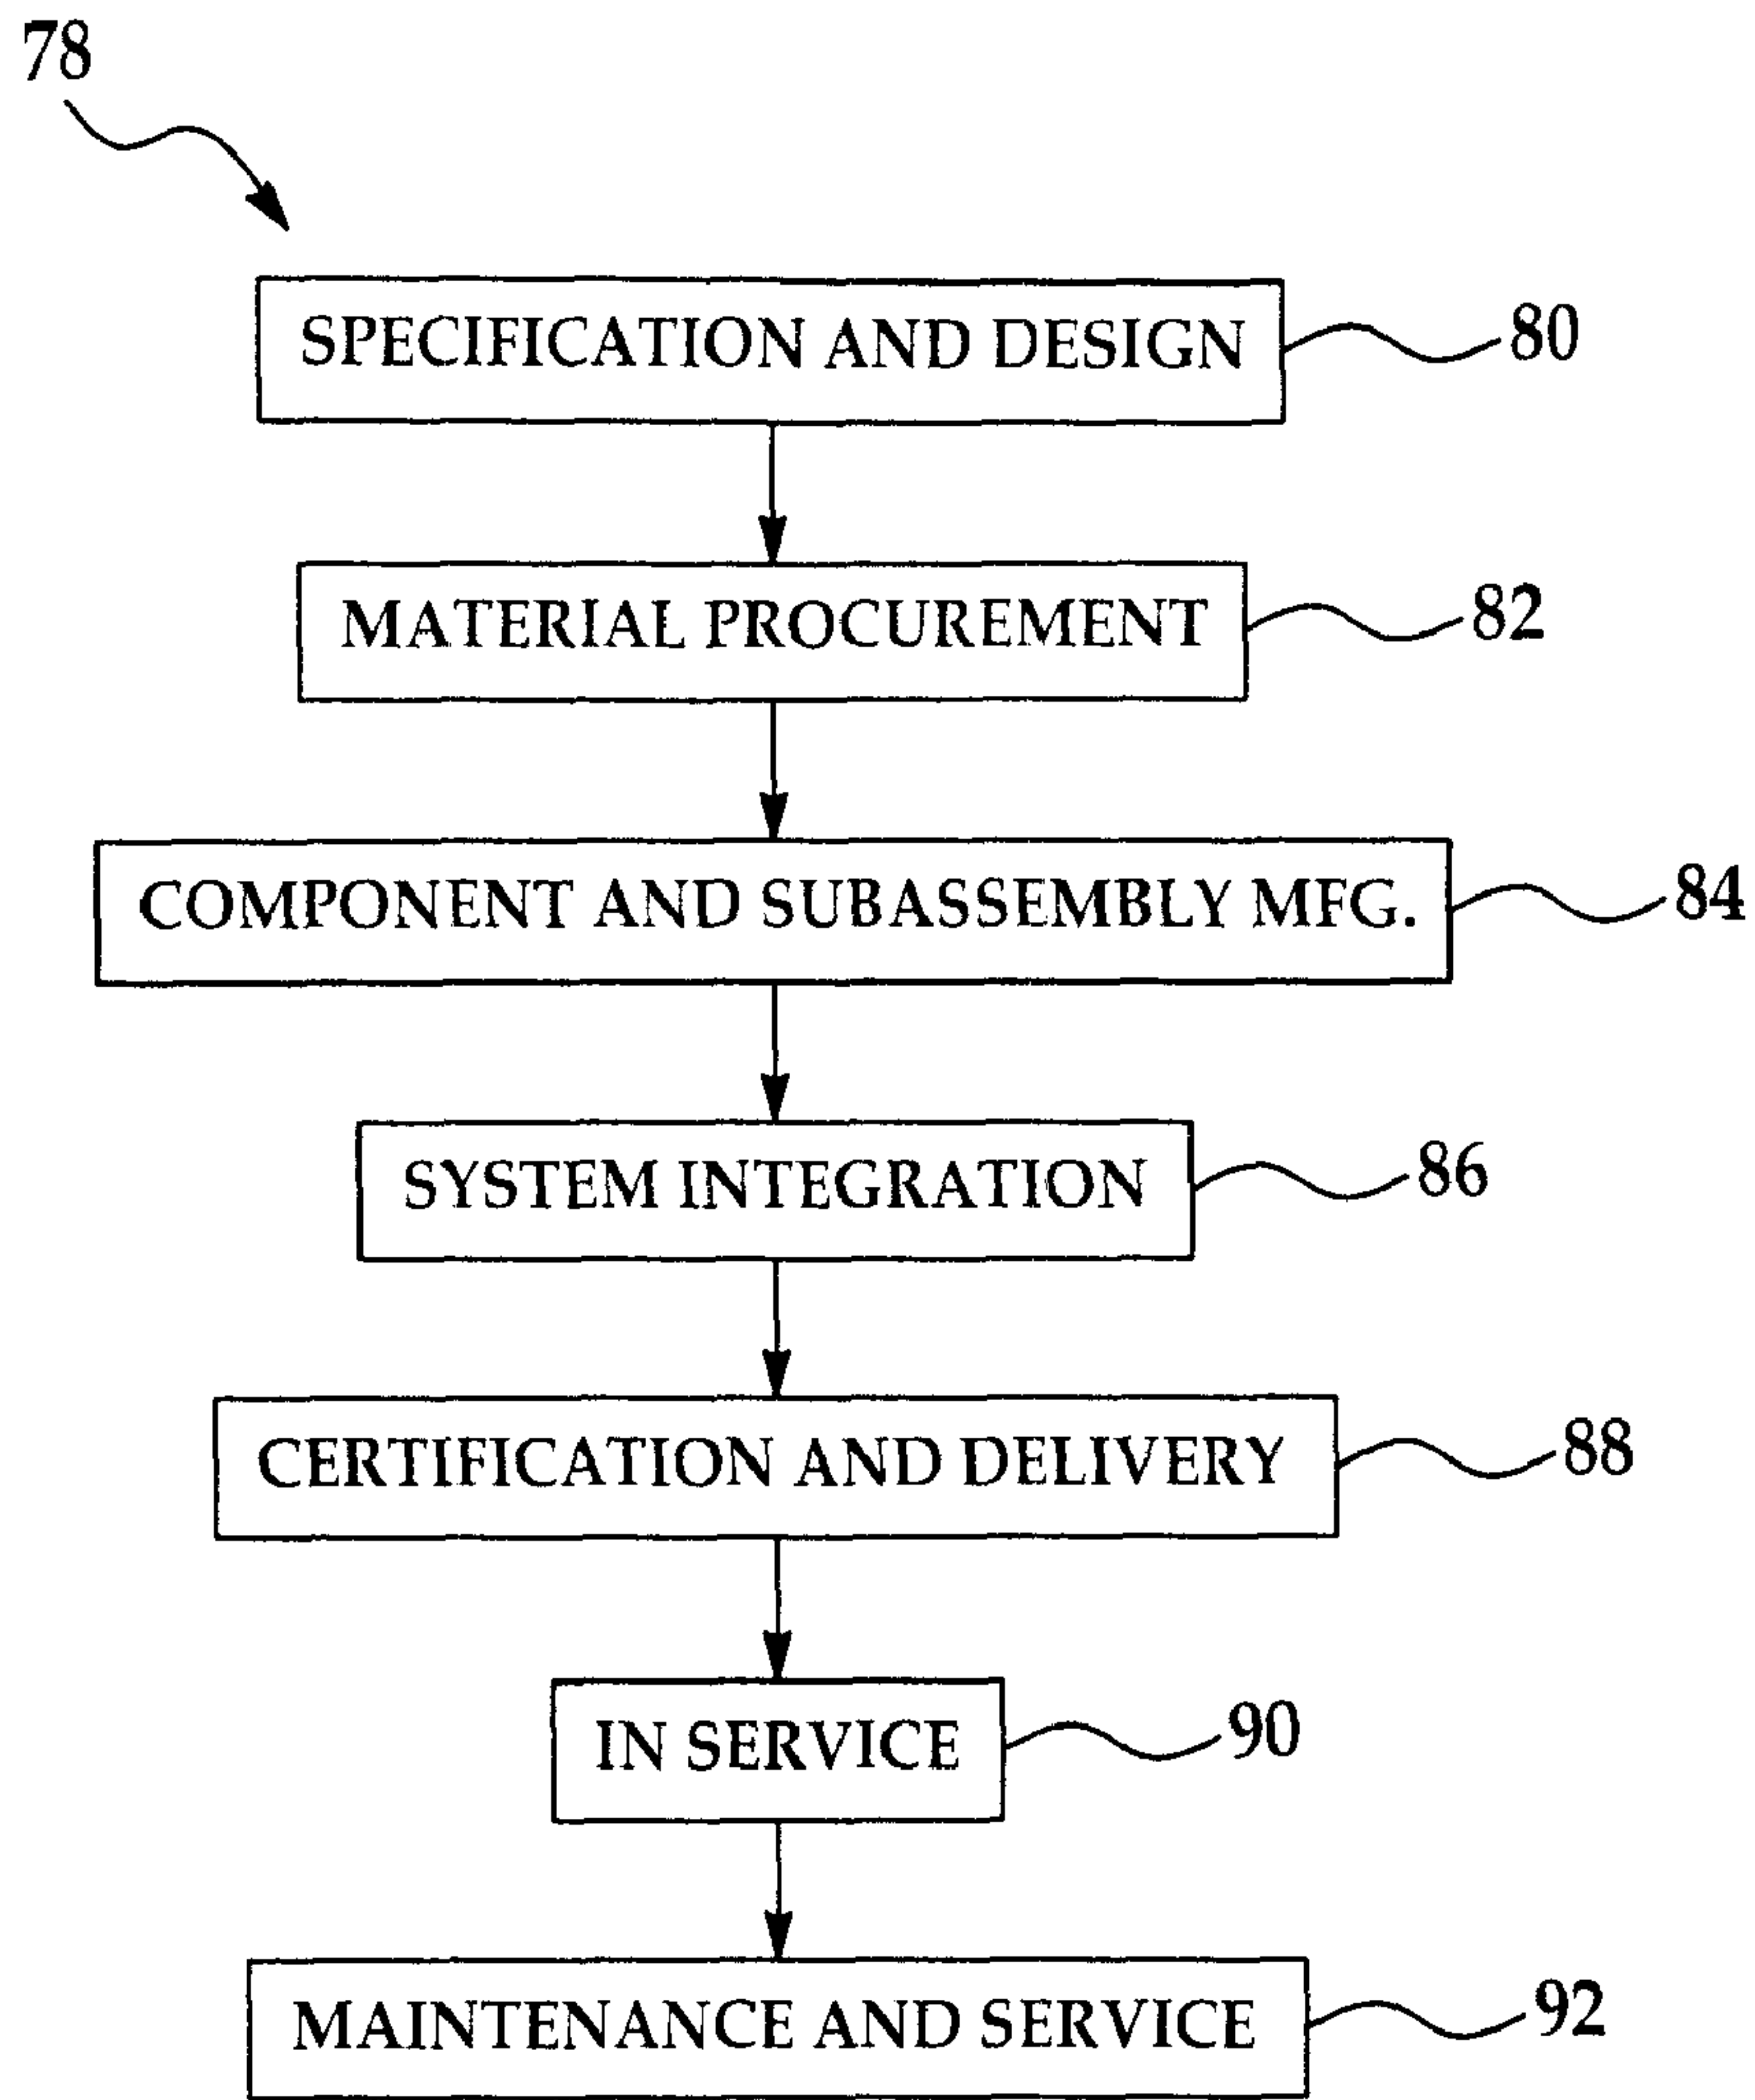 78
SPECIFICATION AND DESIGN 80
MATERIAL PROCUREMENT 82
COMPONENT AND SUBASSEMBLY MFG. 84
SYSTEM INTEGRATION 86
CERTIFICATION AND DELIVERY 88
IN SERVICE 90
MAINTENANCE AND SERVICE 92